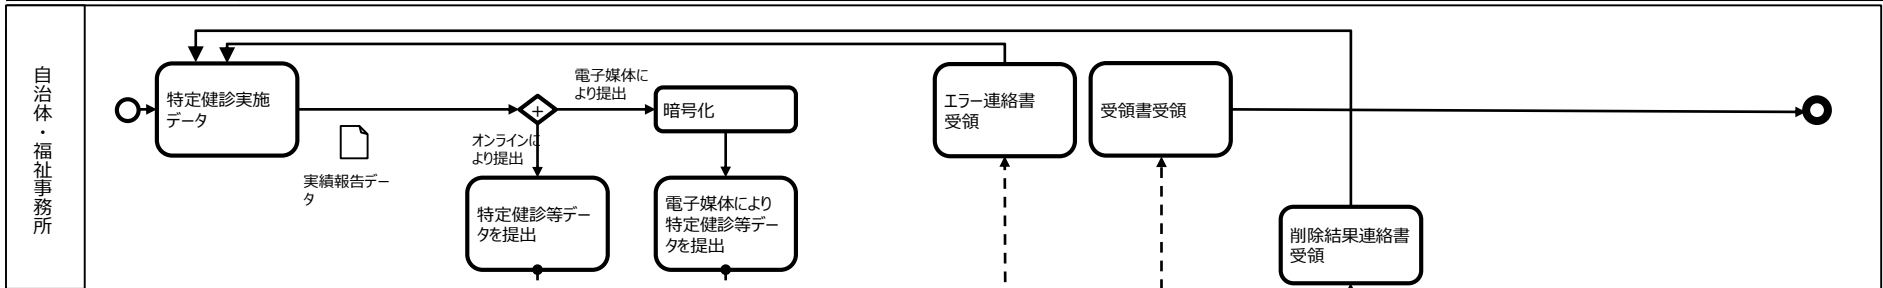 自治体・福祉事務所
特定健診実施
データ
実績報告デー
タ
電子媒体に
より提出
オンラインに
より提出
暗号化
特定健診等デー
タを提出
電子媒体により
特定健診等デー
タを提出
エラー連絡書
受領
受領書受領
削除結果連絡書
受領